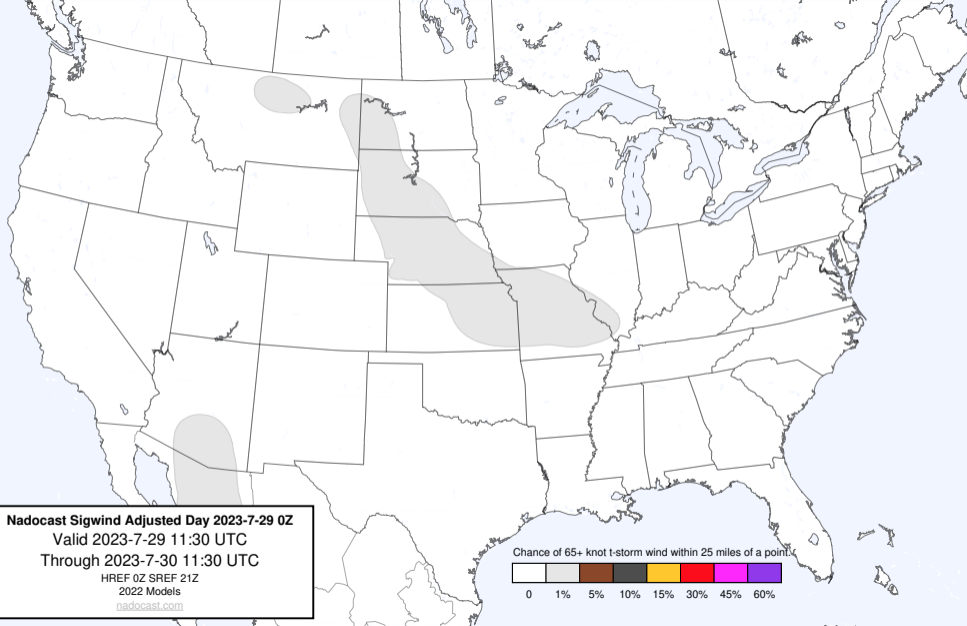 Nadocast Sigwind Adjusted Day 2023-7-29 0Z
Valid 2023-7-29 11:30 UTC
Through 2023-7-30 11:30 UTC
HREF 0Z SREF 21Z
2022 Models
nadocast.com
Chance of 65+ knot t-storm wind within 25 miles of a point.
0 1% 5% 10% 15% 30% 45% 60%